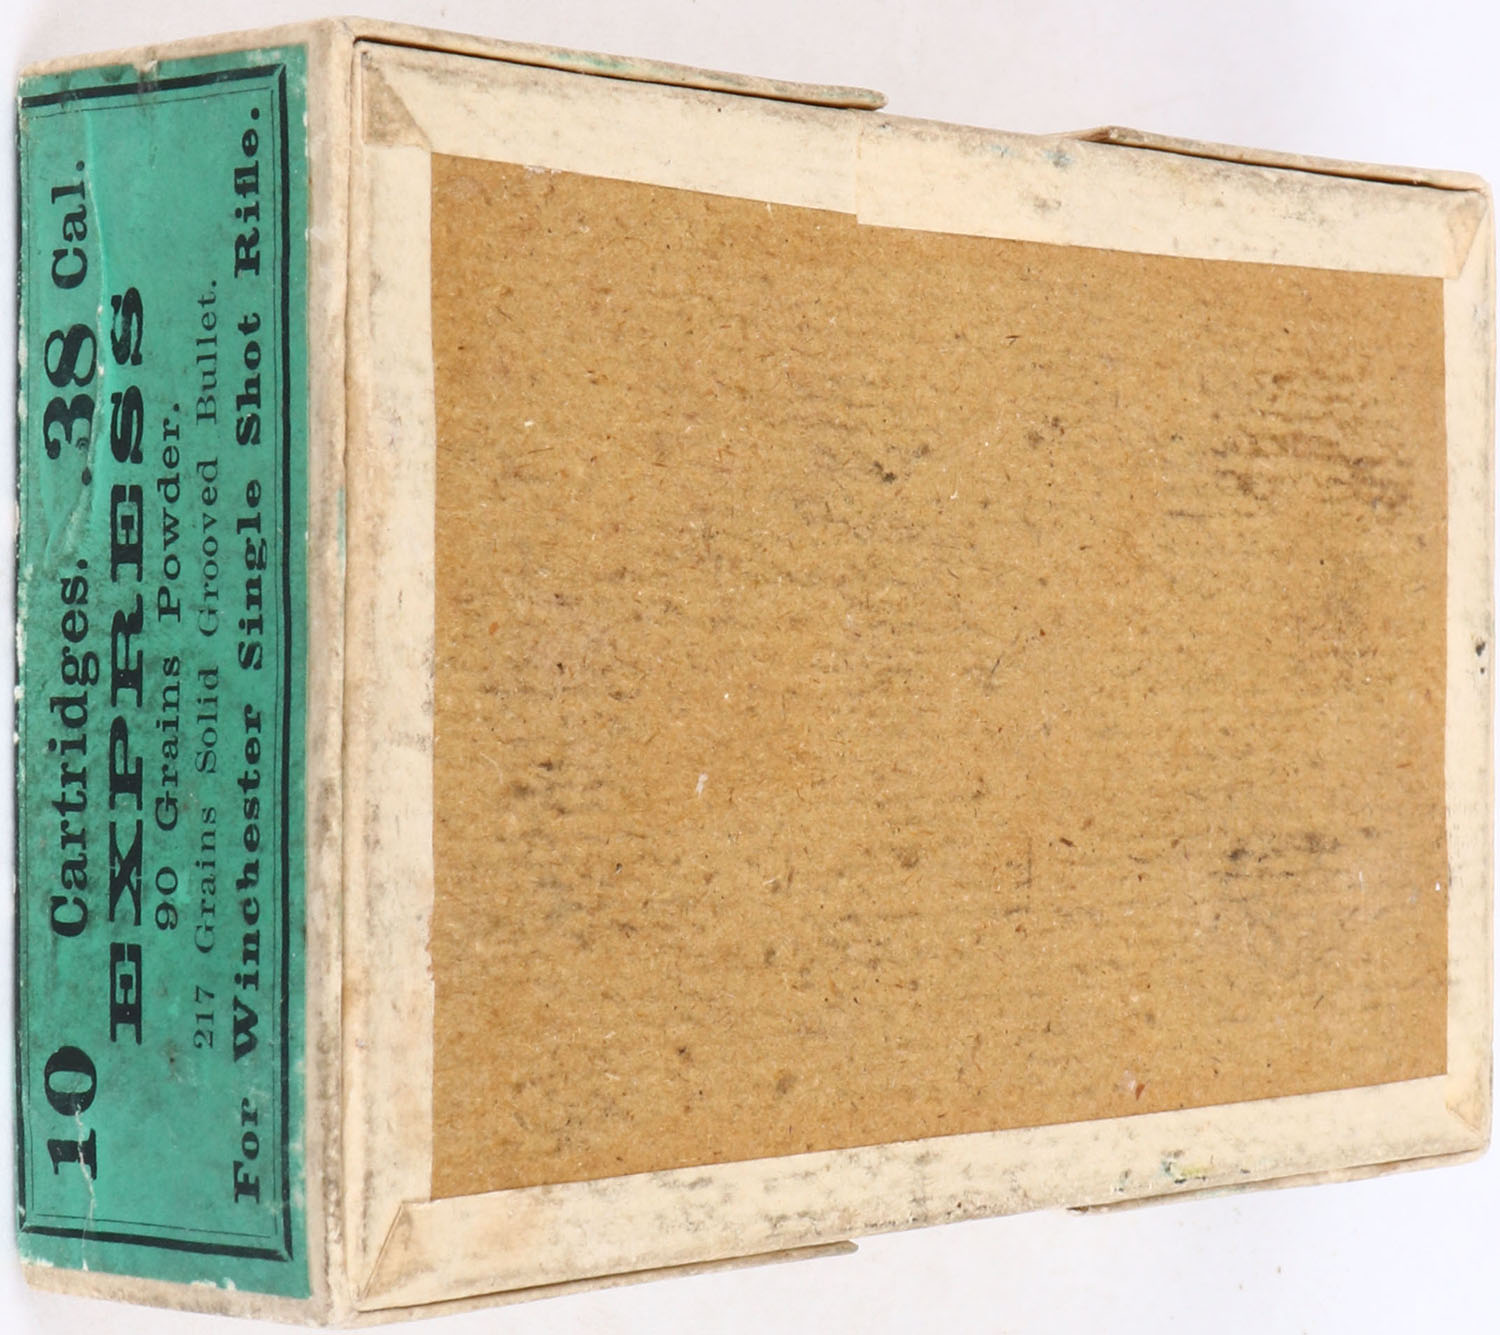 10 Cartridges. .38 Cal.
EXPRESS
90 Grains Powder.
217 Grains Solid Grooved Bullet.
For Winchester Single Shot Rifle.